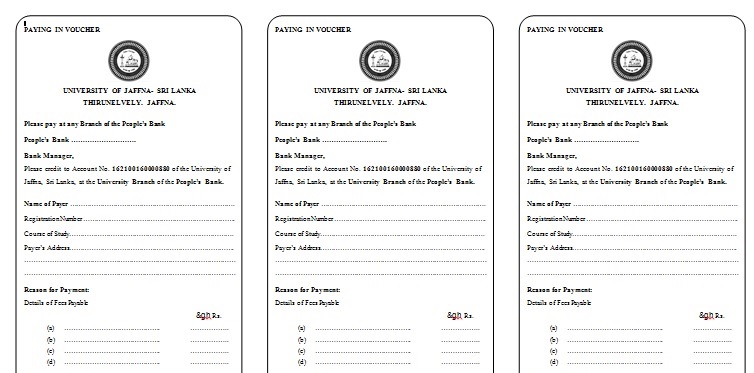 PAYING IN VOUCHER
UNIVERSITY OF JAFFNA- SRI LANKA
THIRUNELVELY. JAFFNA.
Please pay at any Branch of the People's Bank
People's Bank ..............................
Bank Manager,
Please credit to Account No. 162100160000880 of the University of
Jaffna, Sri Lanka, at the University Branch of the People's Bank.
Name of Payer ..............................
Registration Number ..............................
Course of Study ..............................
Payer's Address ..............................
Reason for Payment:
Details of Fees Payable
&gh Rs.
(a) .............................. ....................
(b) .............................. ....................
(c) .............................. ....................
(d) .............................. ....................
PAYING IN VOUCHER
UNIVERSITY OF JAFFNA- SRI LANKA
THIRUNELVELY. JAFFNA.
Please pay at any Branch of the People's Bank
People's Bank ..............................
Bank Manager,
Please credit to Account No. 162100160000880 of the University of
Jaffna, Sri Lanka, at the University Branch of the People's Bank.
Name of Payer ..............................
Registration Number ..............................
Course of Study ..............................
Payer's Address ..............................
Reason for Payment:
Details of Fees Payable
&gh Rs.
(a) .............................. ....................
(b) .............................. ....................
(c) .............................. ....................
(d) .............................. ....................
PAYING IN VOUCHER
UNIVERSITY OF JAFFNA- SRI LANKA
THIRUNELVELY. JAFFNA.
Please pay at any Branch of the People's Bank
People's Bank ..............................
Bank Manager,
Please credit to Account No. 162100160000880 of the University of
Jaffna, Sri Lanka, at the University Branch of the People's Bank.
Name of Payer ..............................
Registration Number ..............................
Course of Study ..............................
Payer's Address ..............................
Reason for Payment:
Details of Fees Payable
&gh Rs.
(a) .............................. ....................
(b) .............................. ....................
(c) .............................. ....................
(d) .............................. ....................